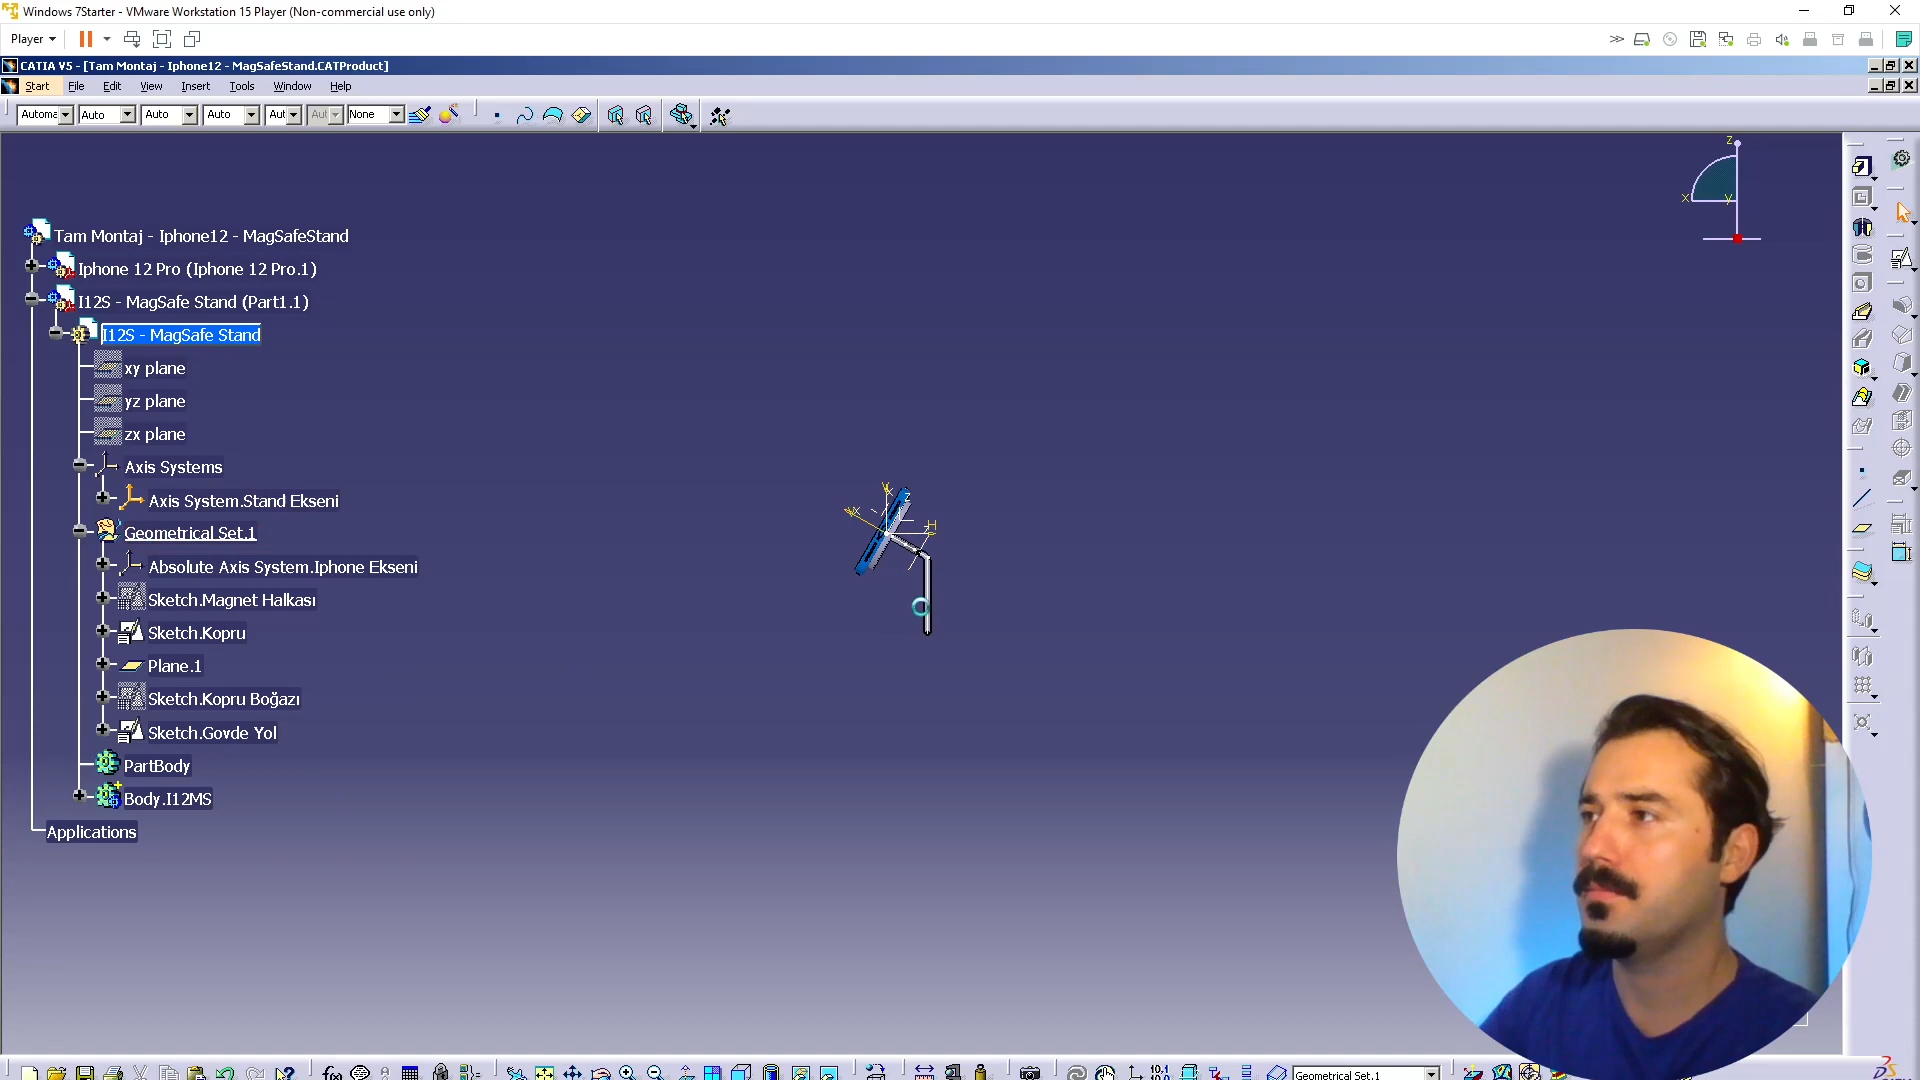 Windows 7Starter - VMware Workstation 15 Player (Non-commercial use only)
Player
CATIA V5 - [Tam Montaj - Iphone12 - MagSafeStand.CATProduct]
Start File Edit View Insert Tools Window Help
Automa Auto Auto Auto Aut Aut None
z
x y
Tam Montaj - Iphone12 - MagSafeStand
Iphone 12 Pro (Iphone 12 Pro.1)
I12S - MagSafe Stand (Part1.1)
I12S - MagSafe Stand
xy plane
yz plane
zx plane
Axis Systems
Axis System.Stand Ekseni
Geometrical Set.1
Absolute Axis System.Iphone Ekseni
Sketch.Magnet Halkası
Sketch.Kopru
Plane.1
Sketch.Kopru Boğazı
Sketch.Govde Yol
PartBody
Body.I12MS
Applications
Geometrical Set.1